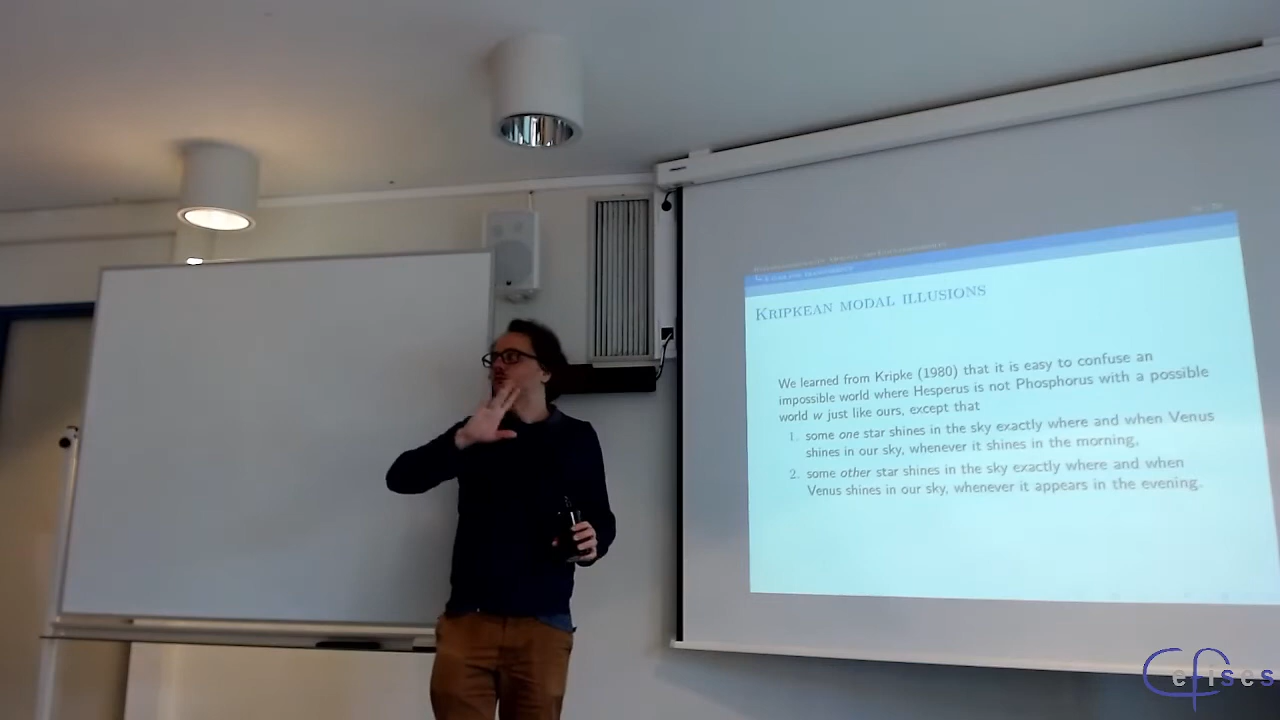 KRIPKEAN MODAL ILLUSIONS
We learned from Kripke (1980) that it is easy to confuse an
impossible world where Hesperus is not Phosphorus with a possible
world w just like ours, except that
1. some one star shines in the sky exactly where and when Venus
shines in our sky, whenever it shines in the morning,
2. some other star shines in the sky exactly where and when
Venus shines in our sky, whenever it appears in the evening.
Cefises